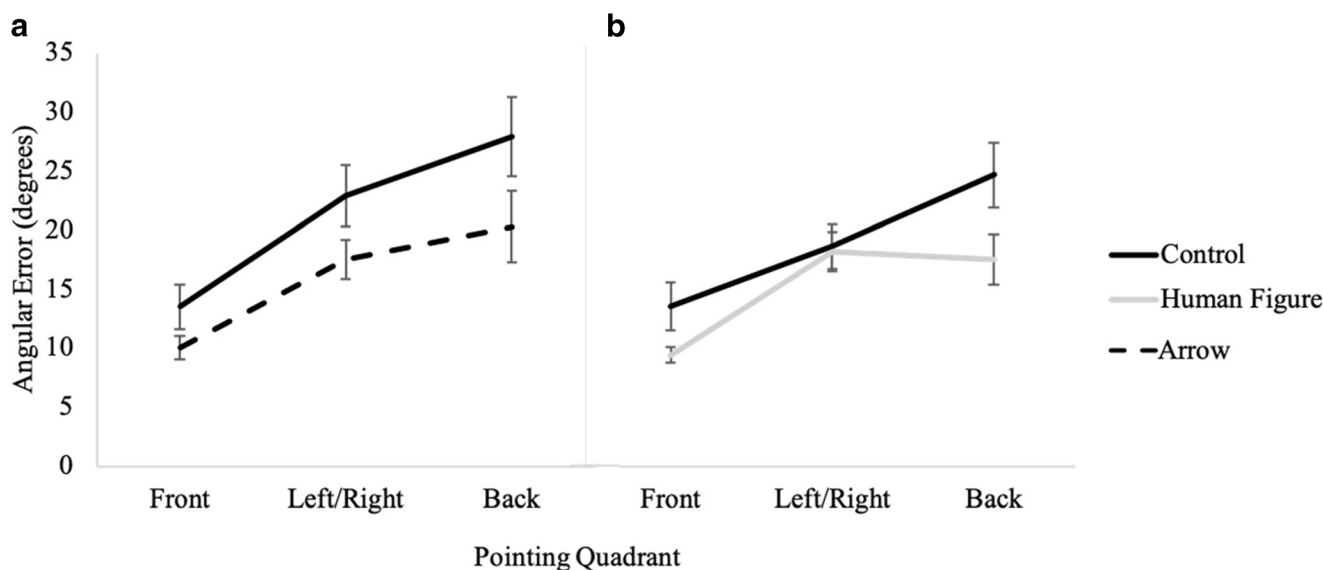 a
b
Angular Error (degrees)
35
30
25
20
15
10
5
0
Front Left/Right Back
Front Left/Right Back
Pointing Quadrant
Control
Human Figure
Arrow